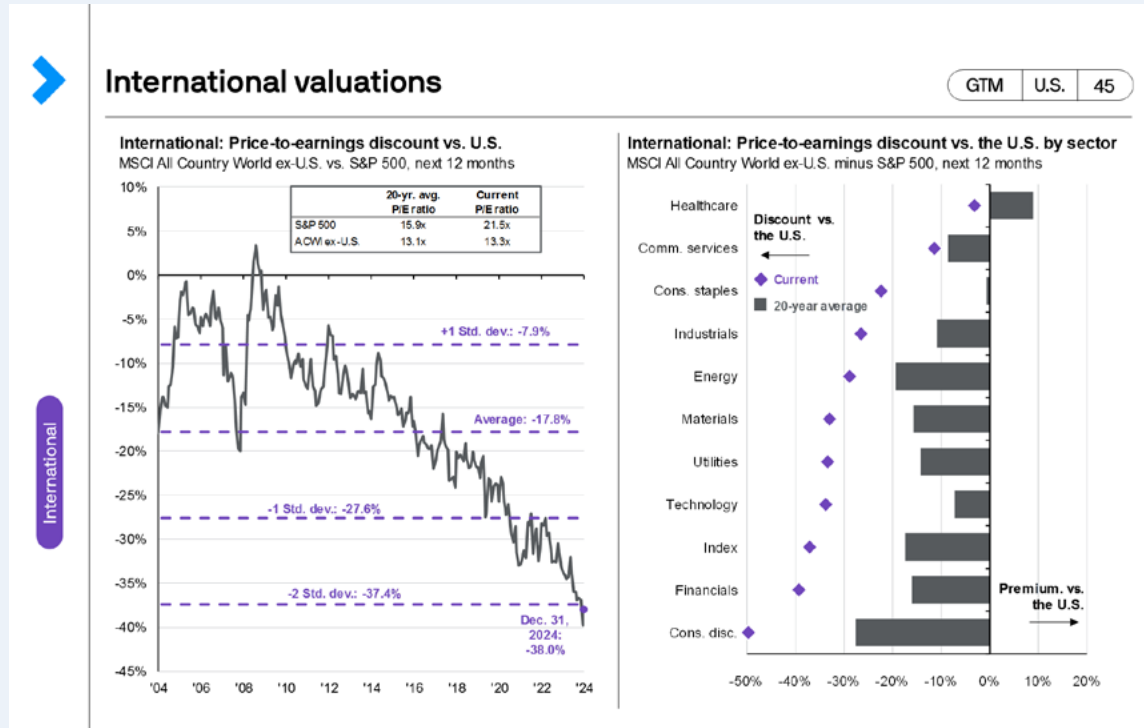 International valuations
GTM U.S. 45
International
International: Price-to-earnings discount vs. U.S.
MSCI All Country World ex-U.S. vs. S&P 500, next 12 months
10%
5%
0%
-5%
-10%
-15%
-20%
-25%
-30%
-35%
-40%
-45%
20-yr. avg. Current
P/E ratio P/E ratio
S&P 500 15.9x 21.5x
ACWI ex-U.S. 13.1x 13.3x
+1 Std. dev.: -7.9%
Average: -17.8%
-1 Std. dev.: -27.6%
-2 Std. dev.: -37.4%
Dec. 31,
2024:
-38.0%
'04 '06 '08 '10 '12 '14 '16 '18 '20 '22 '24
International: Price-to-earnings discount vs. the U.S. by sector
MSCI All Country World ex-U.S. minus S&P 500, next 12 months
Healthcare
Comm. services
Cons. staples
Industrials
Energy
Materials
Utilities
Technology
Index
Financials
Cons. disc.
Discount vs.
the U.S.
Current
20-year average
Premium. vs.
the U.S.
-50% -40% -30% -20% -10% 0% 10% 20%